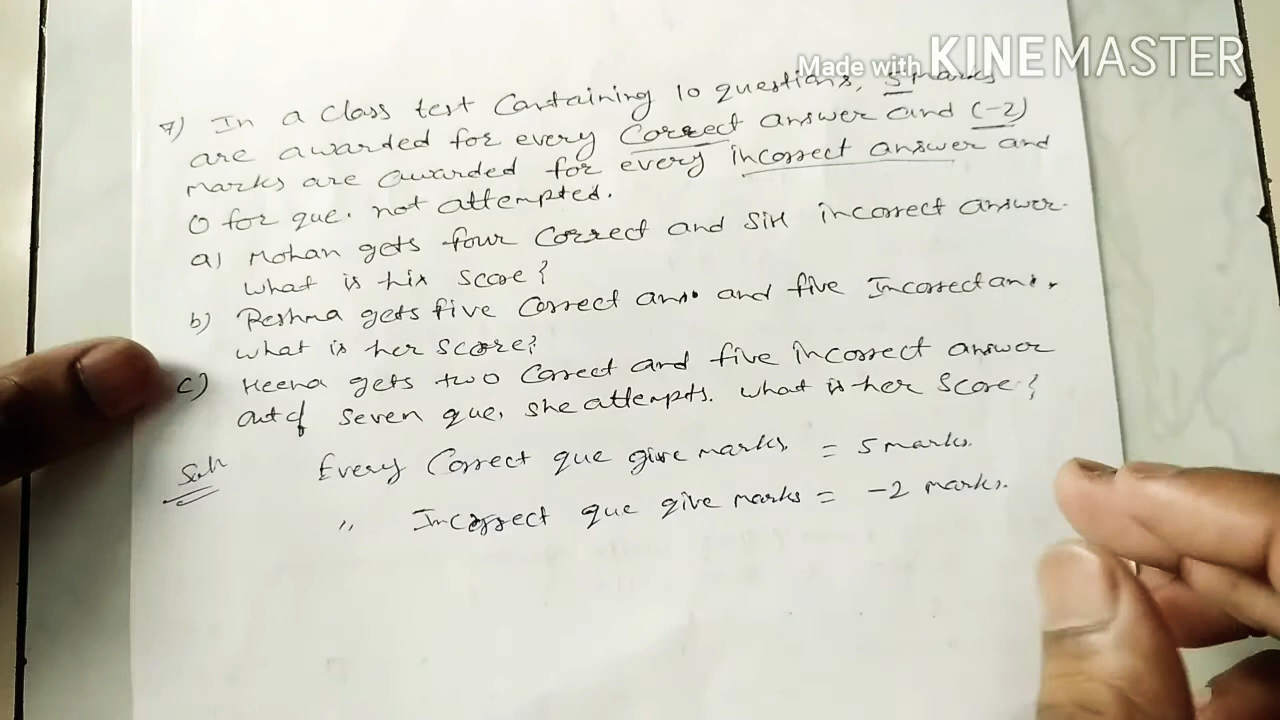 Made with KINEMASTER
7) In a class test containing 10 questions, 5 marks
are awarded for every correct answer and (-2)
marks are awarded for every incorrect answer and
0 for que. not attempted.
a) Mohan gets four correct and six incorrect answer.
What is his score?
b) Reshma gets five correct ans. and five Incorrect ans.
what is her score?
c) Heena gets two correct and five incorrect answer
out of seven que. she attempts. what is her score?
Soln Every Correct que give marks = 5 marks.
" Incorrect que give marks = -2 marks.